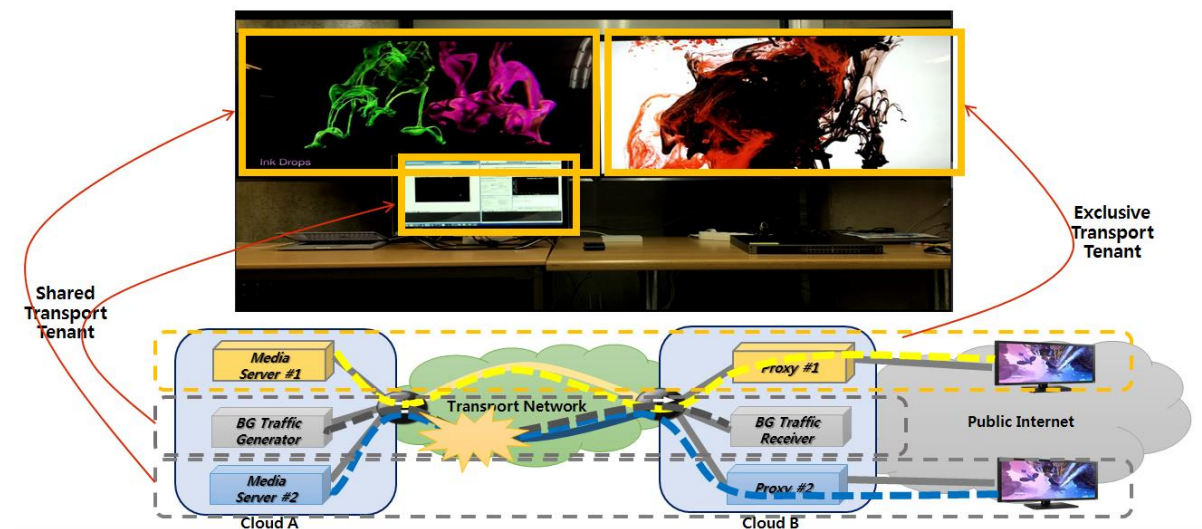 Ink Drops
Exclusive
Transport
Tenant
Shared
Transport
Tenant
Media
Server #1
Proxy #1
Transport Network
BG Traffic
Generator
BG Traffic
Receiver
Public Internet
Media
Server #2
Proxy #2
Cloud A
Cloud B